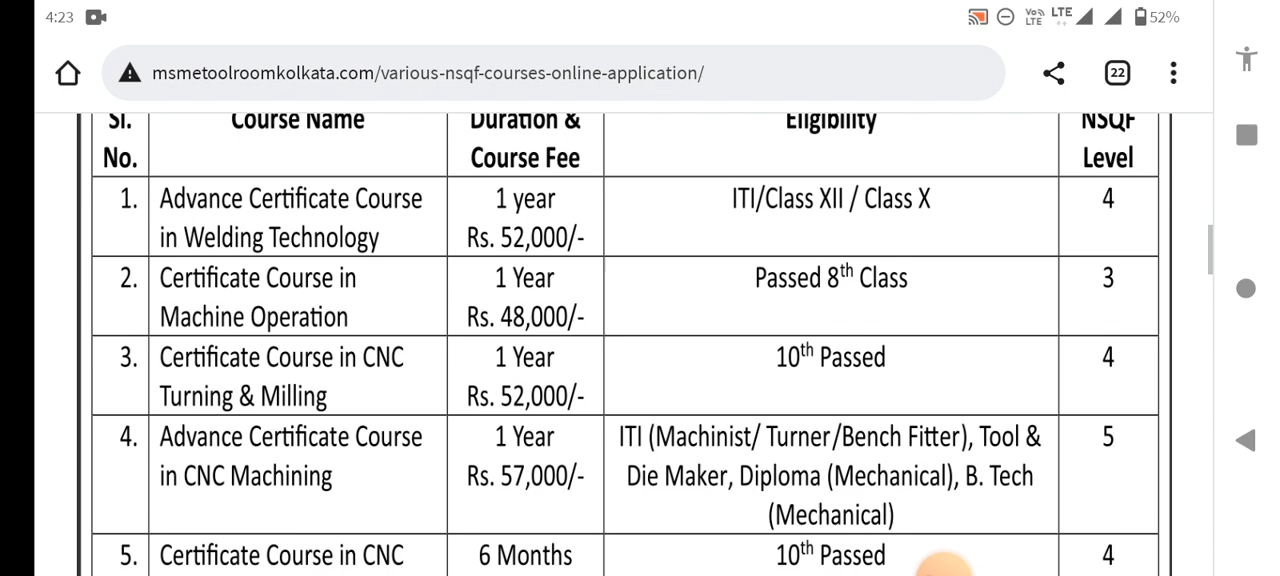 4:23
Vo)) LTE LTE 52%
msmetoolroomkolkata.com/various-nsqf-courses-online-application/
22
Sl. No. Course Name Duration & Course Fee Eligibility NSQF Level
1. Advance Certificate Course in Welding Technology 1 year Rs. 52,000/- ITI/Class XII / Class X 4
2. Certificate Course in Machine Operation 1 Year Rs. 48,000/- Passed 8th Class 3
3. Certificate Course in CNC Turning & Milling 1 Year Rs. 52,000/- 10th Passed 4
4. Advance Certificate Course in CNC Machining 1 Year Rs. 57,000/- ITI (Machinist/ Turner/Bench Fitter), Tool & Die Maker, Diploma (Mechanical), B. Tech (Mechanical) 5
5. Certificate Course in CNC 6 Months 10th Passed 4